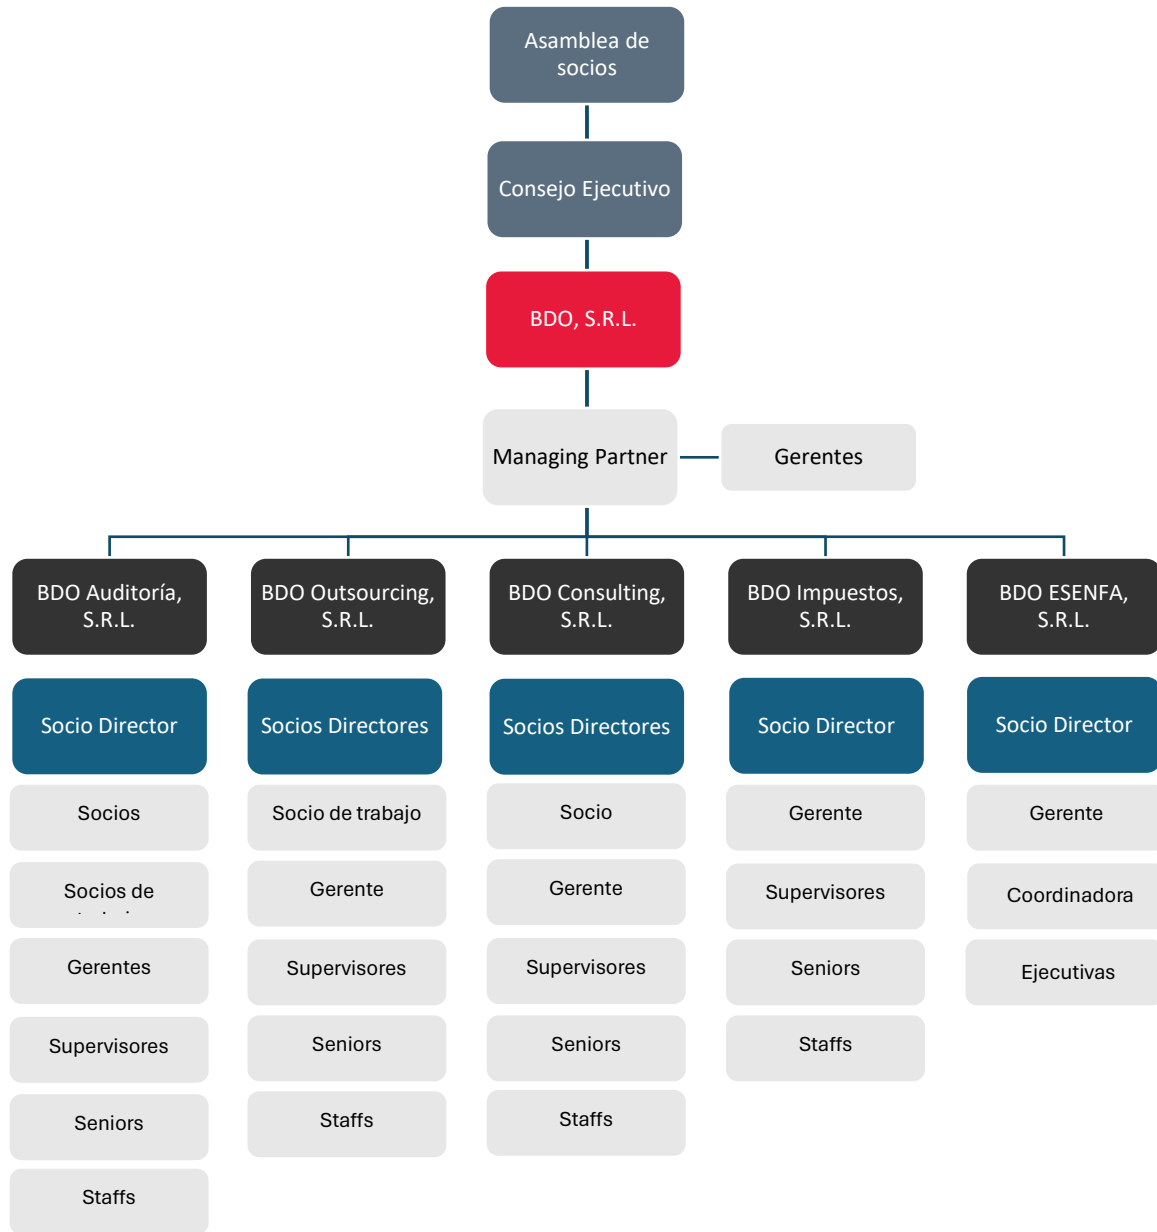 Asamblea de
socios
Consejo Ejecutivo
BDO, S.R.L.
Managing Partner
Gerentes
BDO Auditoría,
S.R.L.
BDO Outsourcing,
S.R.L.
BDO Consulting,
S.R.L.
BDO Impuestos,
S.R.L.
BDO ESENFA,
S.R.L.
Socio Director
Socios Directores
Socios Directores
Socio Director
Socio Director
Socios
Socio de trabajo
Socio
Gerente
Gerente
Socios de
Gerente
Gerente
Supervisores
Coordinadora
Gerentes
Supervisores
Supervisores
Seniors
Ejecutivas
Supervisores
Seniors
Seniors
Staffs
Seniors
Staffs
Staffs
Staffs